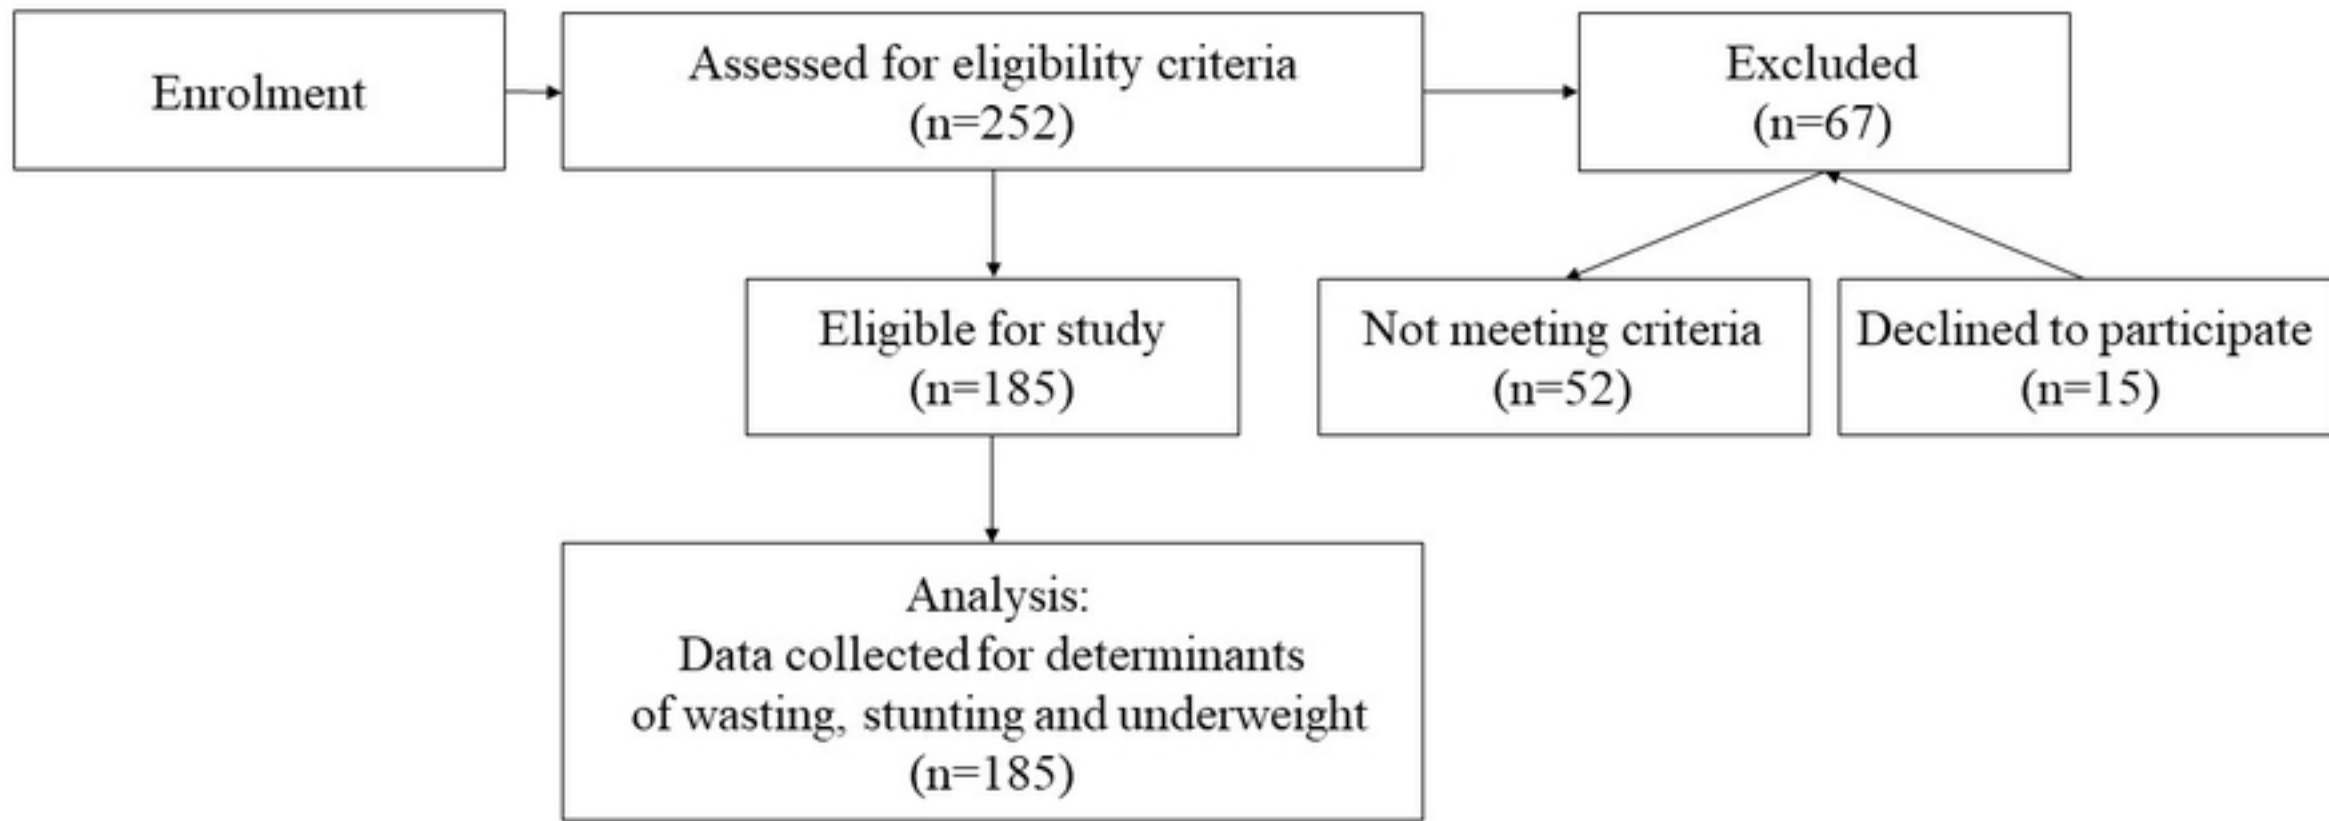 Enrolment
Assessed for eligibility criteria
(n=252)
Excluded
(n=67)
Eligible for study
(n=185)
Not meeting criteria
(n=52)
Declined to participate
(n=15)
Analysis:
Data collected for determinants
of wasting, stunting and underweight
(n=185)